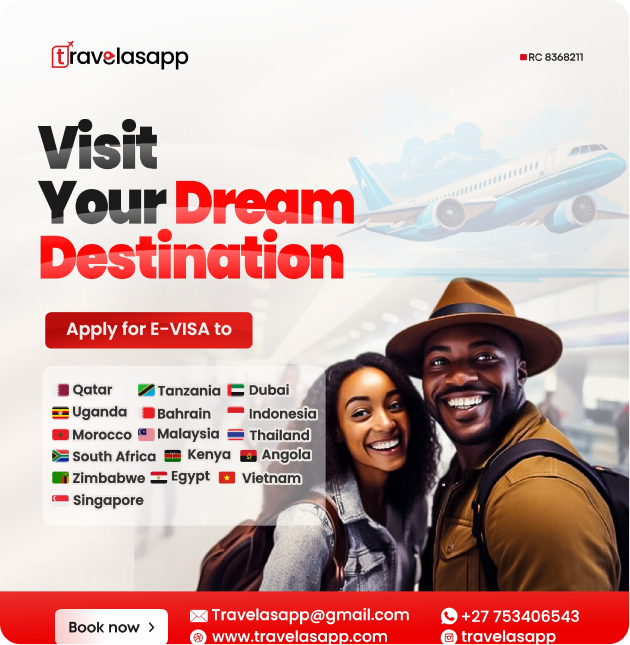 travelasapp
RC 8368211
Visit
Your Dream
Destination
Apply for E-VISA to
Qatar Tanzania Dubai
Uganda Bahrain Indonesia
Morocco Malaysia Thailand
South Africa Kenya Angola
Zimbabwe Egypt Vietnam
Singapore
Book now >
Travelasapp@gmail.com +27 753406543
www.travelasapp.com travelasapp